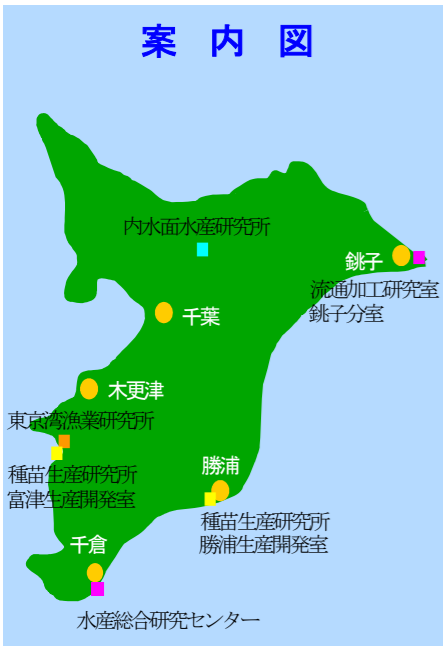 案内図
内水面水産研究所
銚子
流通加工研究室
銚子分室
千葉
木更津
東京湾漁業研究所
種苗生産研究所
富津生産開発室
勝浦
種苗生産研究所
勝浦生産開発室
千倉
水産総合研究センター